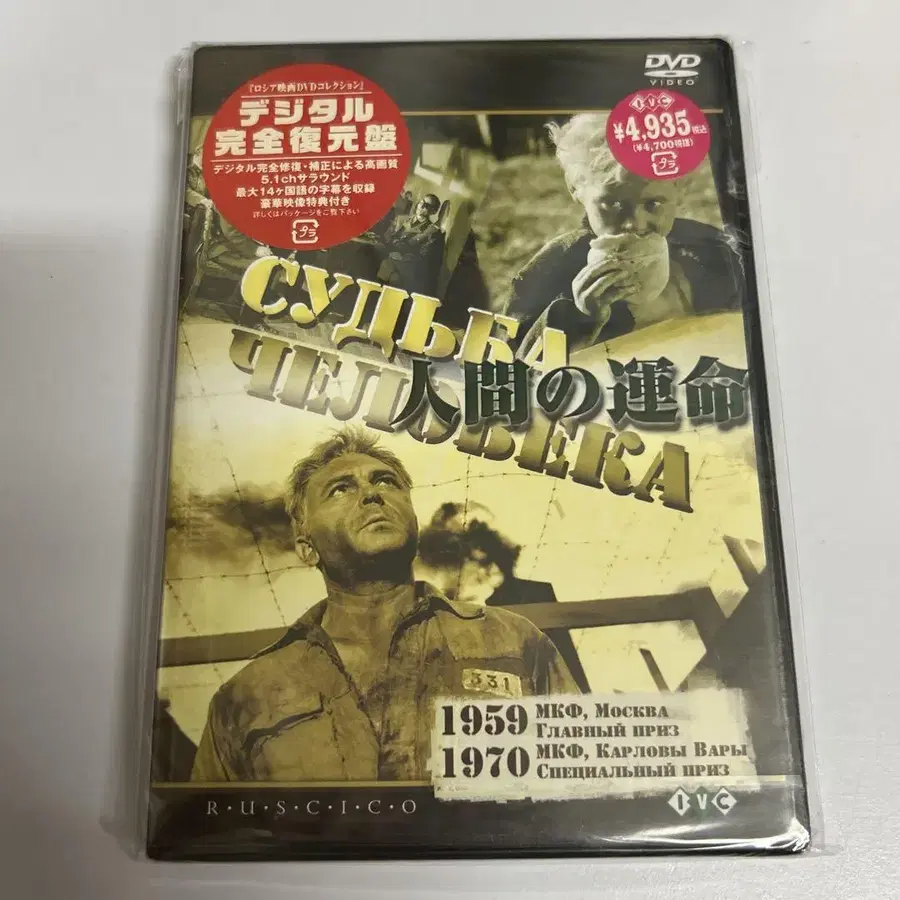 『ロシア映画DVDコレクション』
デジタル
完全復元盤
デジタル完全修復・補正による高画質
5.1chサラウンド
最大14ヶ国語の字幕を収録
豪華映像特典付き
詳しくはパッケージをご覧下さい
プラ
DVD
VIDEO
IVC
¥4,935税込
(¥4,700税抜)
プラ
СУДЬБА
ЧЕЛОВЕКА
人間の運命
331
1959 МКФ, Москва
Главный приз
1970 МКФ, Карловы Вары
Специальный приз
R·U·S·C·I·C·O
IVC